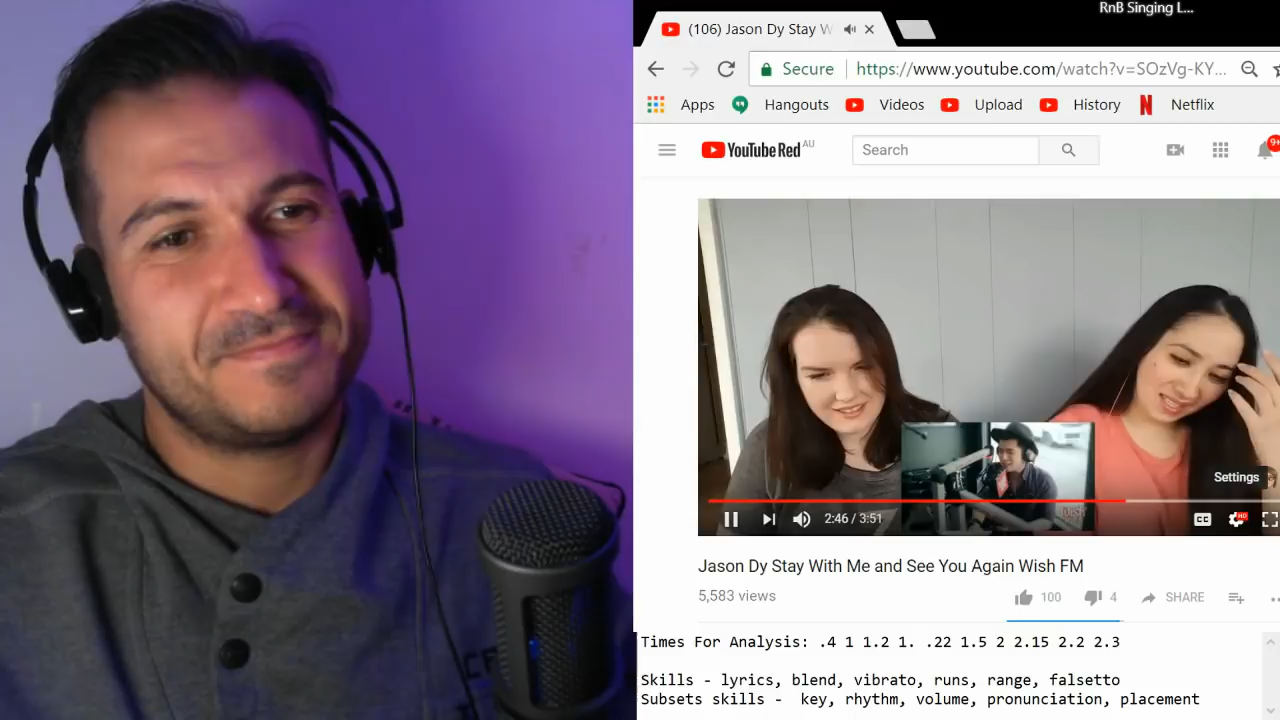 RnB Singing L...
(106) Jason Dy Stay W
Secure https://www.youtube.com/watch?v=SOzVg-KY...
Apps Hangouts Videos Upload History Netflix
YouTube Red AU Search 9+
Settings
2:46 / 3:51 CC HD
Jason Dy Stay With Me and See You Again Wish FM
5,583 views 100 4 SHARE
Times For Analysis: .4 1 1.2 1. .22 1.5 2 2.15 2.2 2.3
Skills - lyrics, blend, vibrato, runs, range, falsetto
Subsets skills - key, rhythm, volume, pronunciation, placement